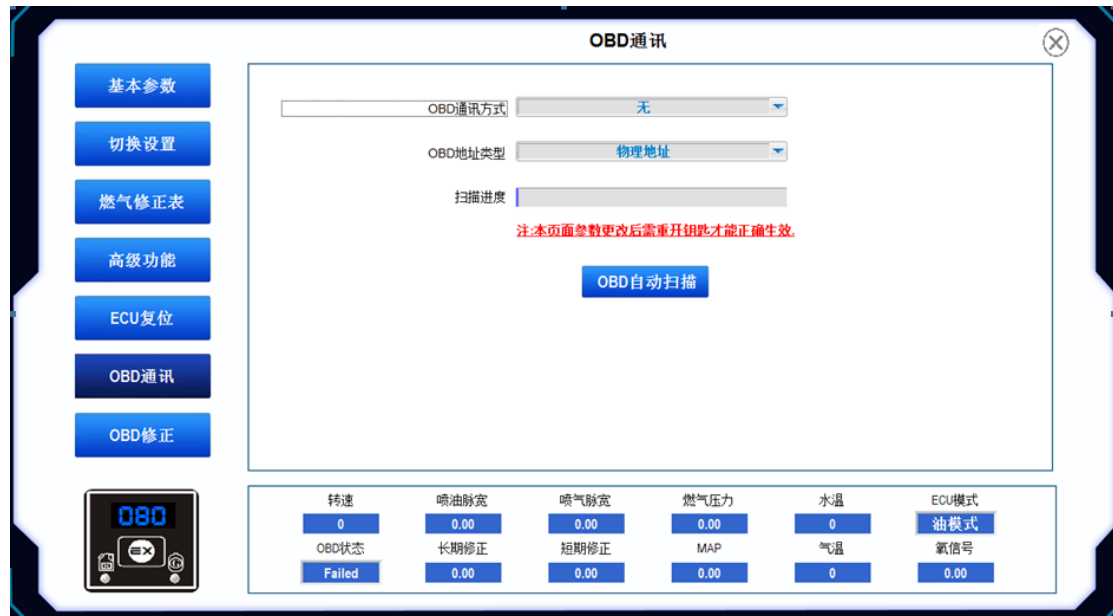 OBD通讯
基本参数
切换设置
燃气修正表
高级功能
ECU复位
OBD通讯
OBD修正
OBD通讯方式 无
OBD地址类型 物理地址
扫描进度
注:本页面参数更改后需重开钥匙才能正确生效.
OBD自动扫描
080
EX
转速 喷油脉宽 喷气脉宽 燃气压力 水温 ECU模式
0 0.00 0.00 0.00 0 油模式
OBD状态 长期修正 短期修正 MAP 气温 氧信号
Failed 0.00 0.00 0.00 0 0.00